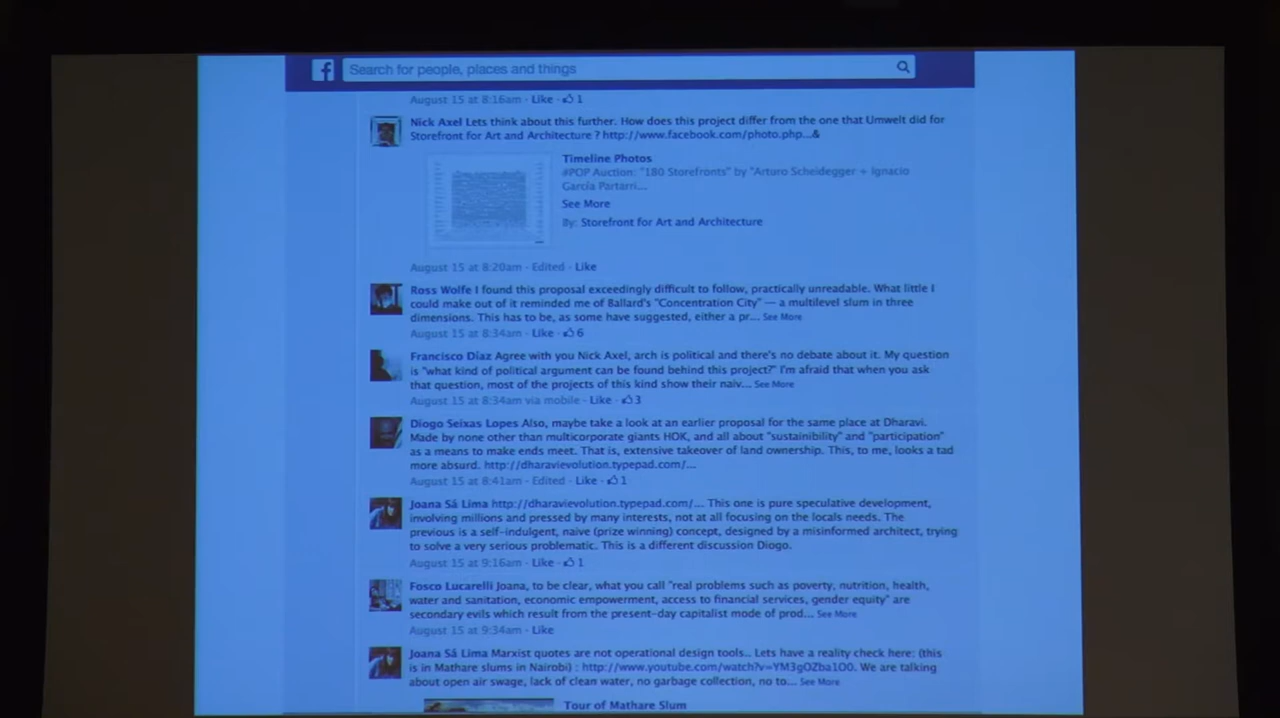 f Search for people, places and things
August 15 at 8:16am · Like · 1
Nick Axel Lets think about this further. How does this project differ from the one that Umwelt did for
Storefront for Art and Architecture ? http://www.facebook.com/photo.php...&
Timeline Photos
#POP Auction: "180 Storefronts" by "Arturo Scheidegger + Ignacio
García Partarri...
See More
By: Storefront for Art and Architecture
August 15 at 8:20am · Edited · Like
Ross Wolfe I found this proposal exceedingly difficult to follow, practically unreadable. What little I
could make out of it reminded me of Ballard's "Concentration City" — a multilevel slum in three
dimensions. This has to be, as some have suggested, either a pr... See More
August 15 at 8:34am · Like · 6
Francisco Díaz Agree with you Nick Axel, arch is political and there's no debate about it. My question
is "what kind of political argument can be found behind this project?" I'm afraid that when you ask
that question, most of the projects of this kind show their naiv... See More
August 15 at 8:34am via mobile · Like · 3
Diogo Seixas Lopes Also, maybe take a look at an earlier proposal for the same place at Dharavi.
Made by none other than multicorporate giants HOK, and all about "sustainibility" and "participation"
as a means to make ends meet. That is, extensive takeover of land ownership. This, to me, looks a tad
more absurd. http://dharavievolution.typepad.com/...
August 15 at 8:41am · Edited · Like · 1
Joana Sá Lima http://dharavievolution.typepad.com/... This one is pure speculative development,
involving millions and pressed by many interests, not at all focusing on the locals needs. The
previous is a self-indulgent, naive (prize winning) concept, designed by a misinformed architect, trying
to solve a very serious problematic. This is a different discussion Diogo.
August 15 at 9:16am · Like · 1
Fosco Lucarelli Joana, to be clear, what you call "real problems such as poverty, nutrition, health,
water and sanitation, economic empowerment, access to financial services, gender equity" are
secondary evils which result from the present-day capitalist mode of prod... See More
August 15 at 9:34am · Like
Joana Sá Lima Marxist quotes are not operational design tools... Lets have a reality check here: (this
is in Mathare slums in Nairobi) : http://www.youtube.com/watch?v=YM3gOZba1O0. We are talking
about open air swage, lack of clean water, no garbage collection, no to... See More
Tour of Mathare Slum